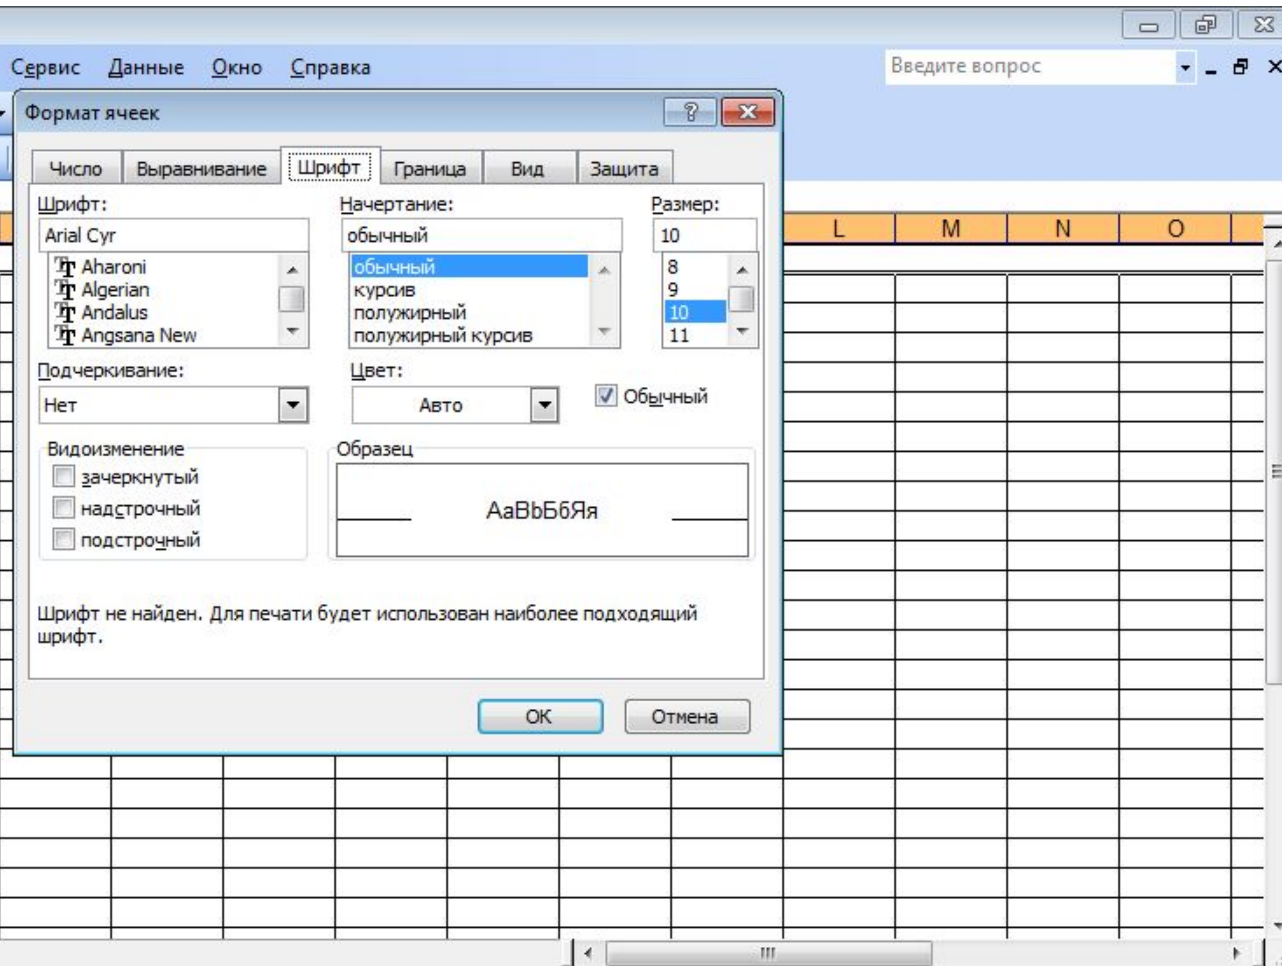 Сервис Данные Окно Справка Введите вопрос
Формат ячеек
Число Выравнивание Шрифт Граница Вид Защита
Шрифт: Начертание: Размер:
Arial Cyr обычный 10
L M N O
Aharoni обычный 8
Algerian курсив 9
Andalus полужирный 10
Angsana New полужирный курсив 11
Подчеркивание: Цвет:
Нет Авто Обычный
Видоизменение Образец
зачеркнутый
надстрочный АаBbБбЯя
подстрочный
Шрифт не найден. Для печати будет использован наиболее подходящий
шрифт.
ОК Отмена